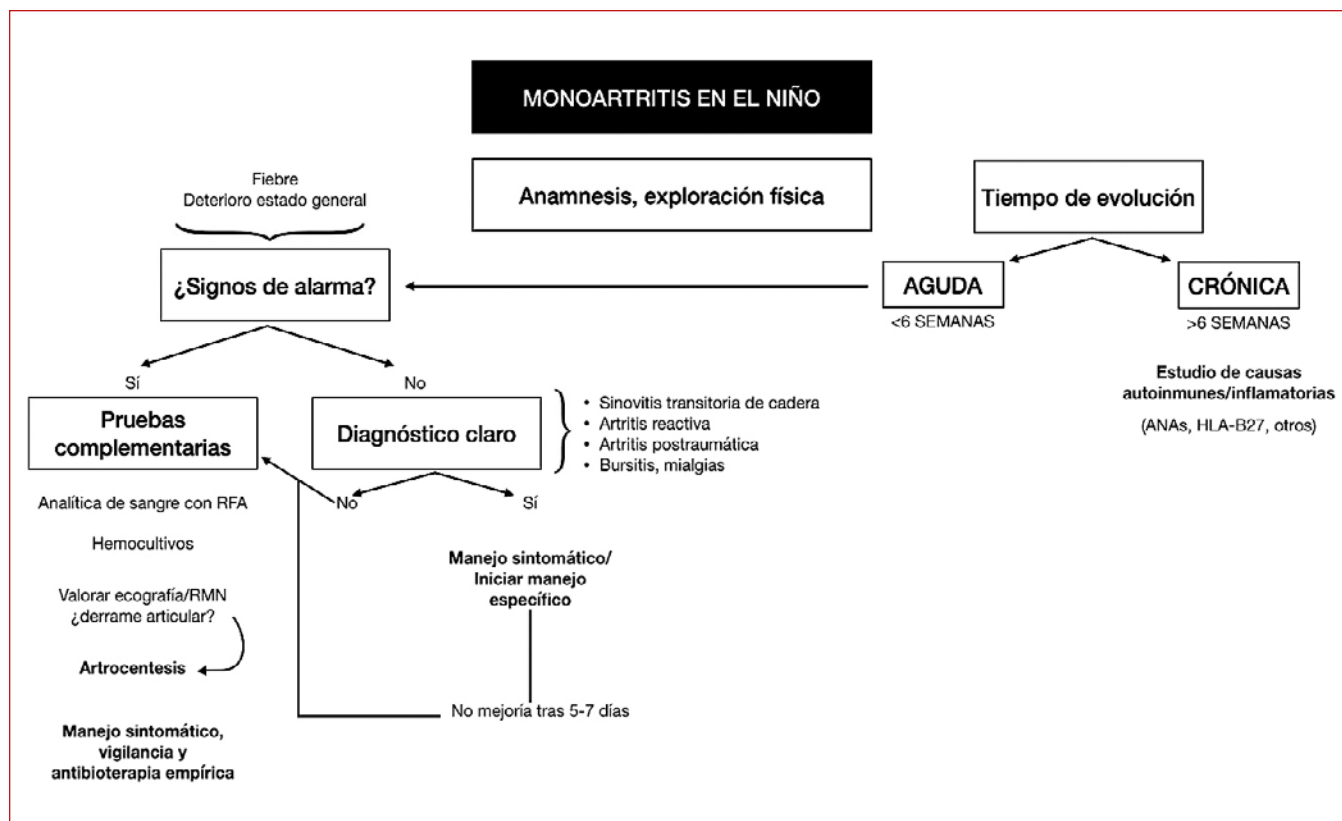 MONOARTRITIS EN EL NIÑO
Anamnesis, exploración física
Tiempo de evolución
Fiebre
Deterioro estado general
¿Signos de alarma?
AGUDA
<6 SEMANAS
CRÓNICA
>6 SEMANAS
Estudio de causas
autoinmunes/inflamatorias
(ANAs, HLA-B27, otros)
Sí
No
Pruebas
complementarias
Diagnóstico claro
• Sinovitis transitoria de cadera
• Artritis reactiva
• Artritis postraumática
• Bursitis, mialgias
No
Sí
Analítica de sangre con RFA
Hemocultivos
Valorar ecografía/RMN
¿derrame articular?
Artrocentesis
Manejo sintomático,
vigilancia y
antibioterapia empírica
Manejo sintomático/
Iniciar manejo
específico
No mejoría tras 5-7 días